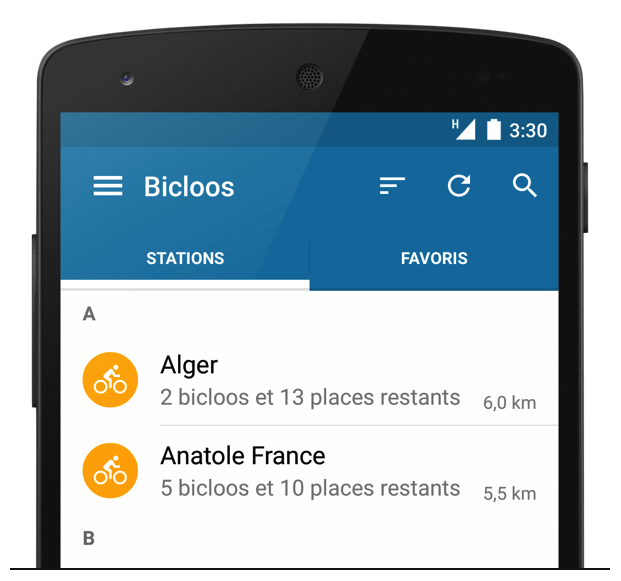 H 3:30
Bicloos
STATIONS FAVORIS
A
Alger
2 bicloos et 13 places restants 6,0 km
Anatole France
5 bicloos et 10 places restants 5,5 km
B